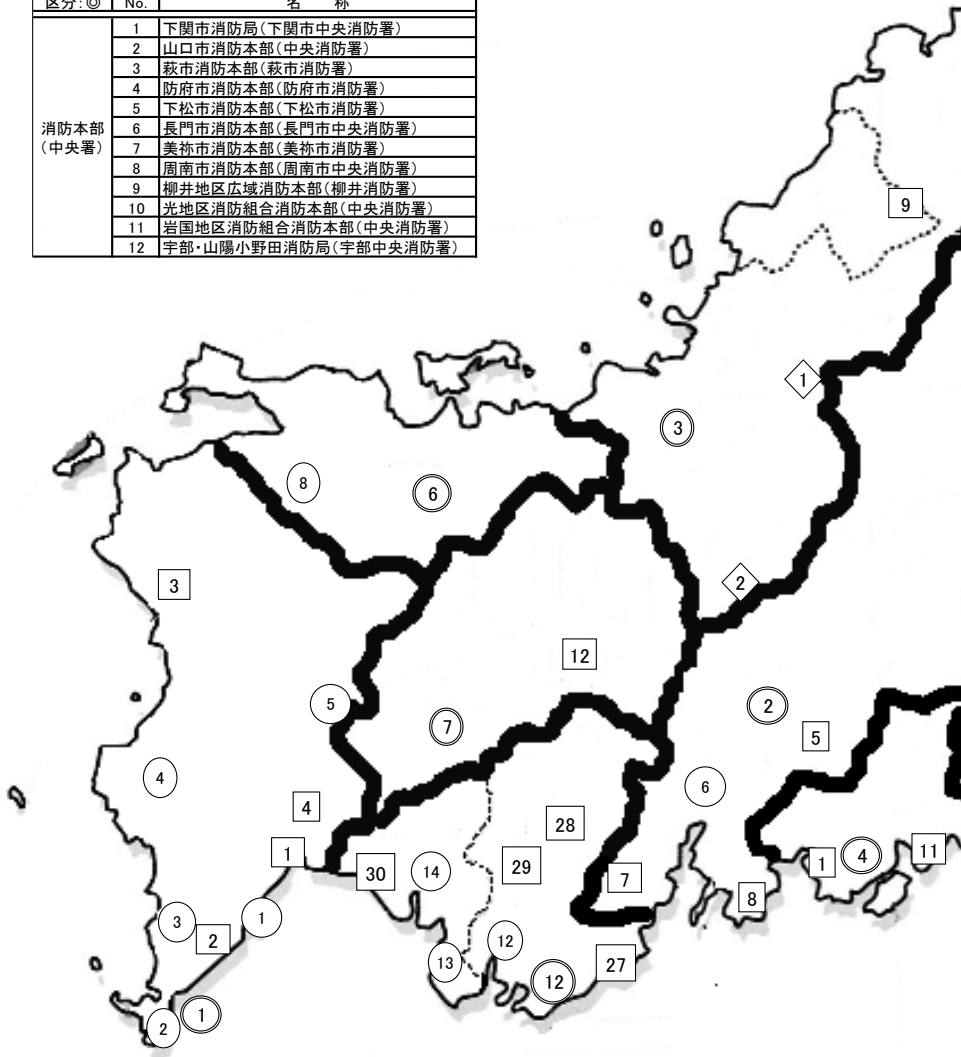 区分:◎ No. 名 称
消防本部
(中央署)
1 下関市消防局(下関市中央消防署)
2 山口市消防本部(中央消防署)
3 萩市消防本部(萩市消防署)
4 防府市消防本部(防府市消防署)
5 下松市消防本部(下松市消防署)
6 長門市消防本部(長門市中央消防署)
7 美祢市消防本部(美祢市消防署)
8 周南市消防本部(周南市中央消防署)
9 柳井地区広域消防本部(柳井消防署)
10 光地区消防組合消防本部(中央消防署)
11 岩国地区消防組合消防本部(中央消防署)
12 宇部・山陽小野田消防局(宇部中央消防署)
9
1
3
8
6
3
2
12
5
2
7
5
4
6
4
28
1
30
14
29
7
1
4
11
8
3
2
1
12
13
12
27
2
1